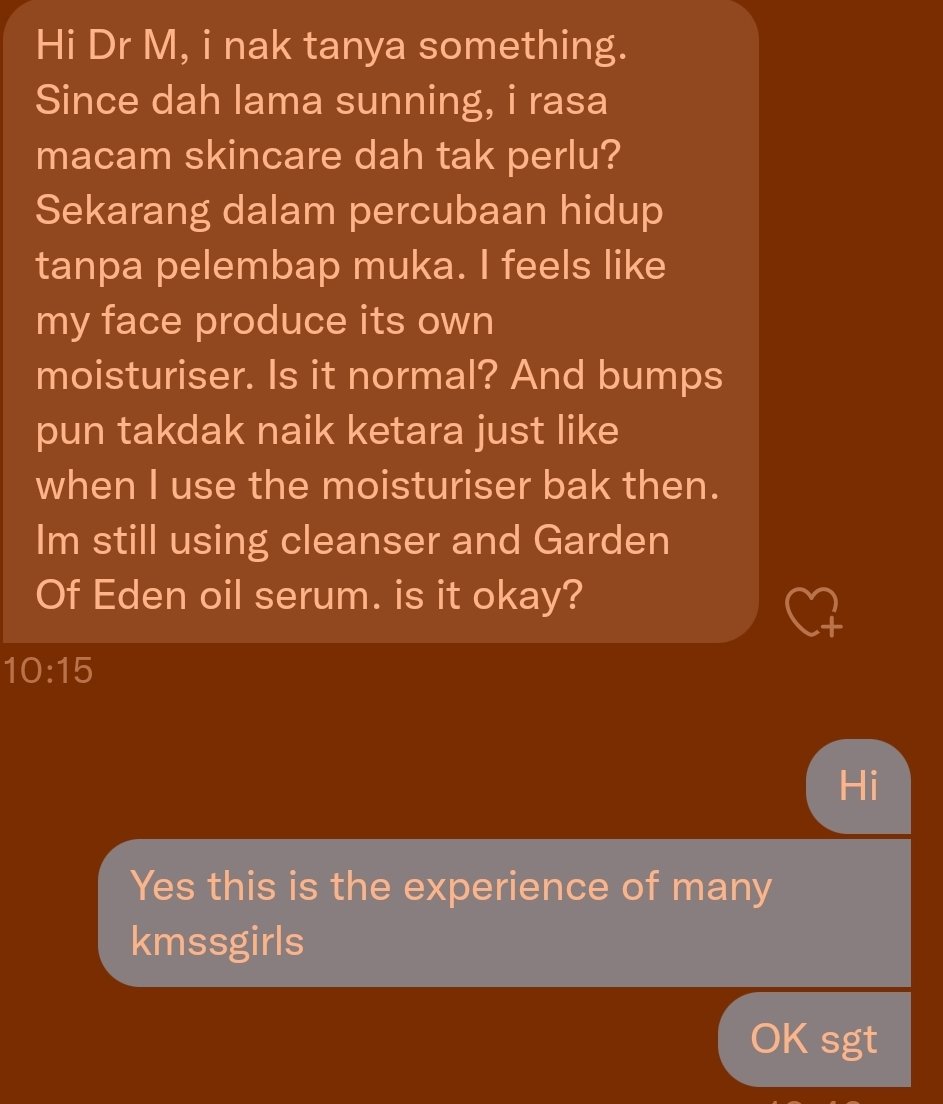 Hi Dr M, i nak tanya something.
Since dah lama sunning, i rasa
macam skincare dah tak perlu?
Sekarang dalam percubaan hidup
tanpa pelembap muka. I feels like
my face produce its own
moisturiser. Is it normal? And bumps
pun takdak naik ketara just like
when I use the moisturiser bak then.
Im still using cleanser and Garden
Of Eden oil serum. is it okay?
10:15
Hi
Yes this is the experience of many
kmssgirls
OK sgt